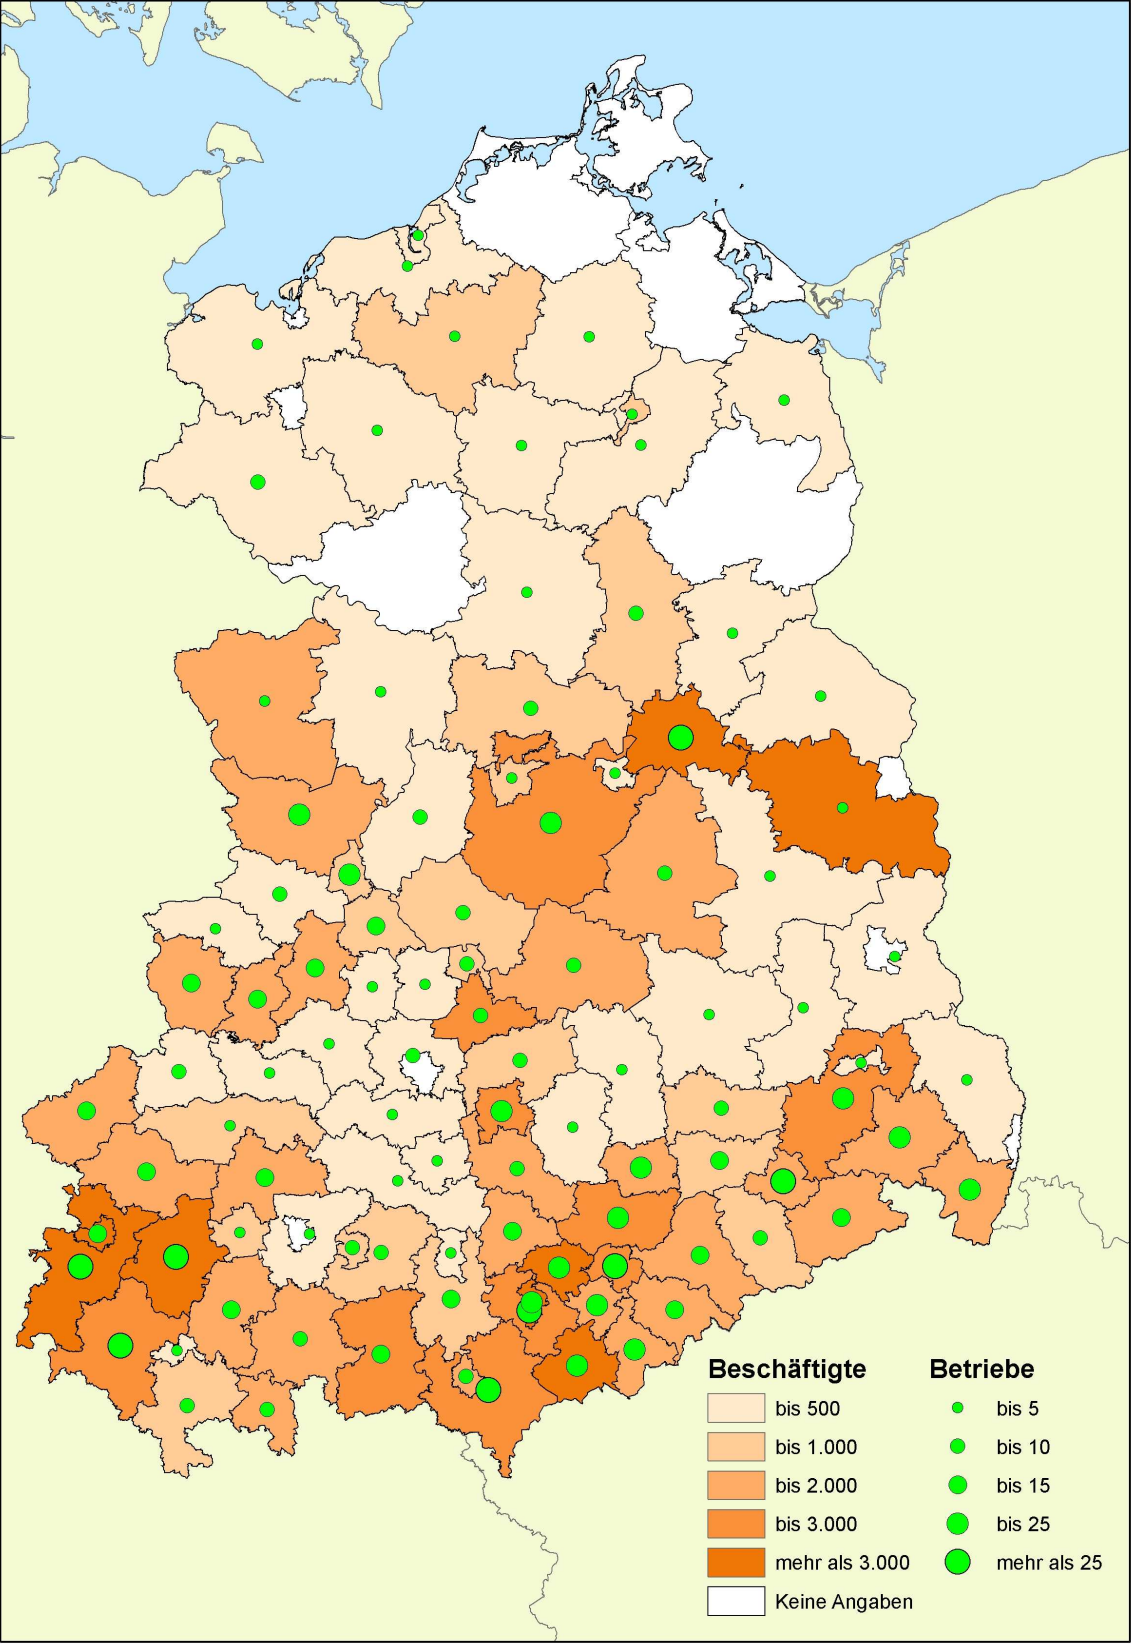 Beschäftigte
bis 500
bis 1.000
bis 2.000
bis 3.000
mehr als 3.000
Keine Angaben
Betriebe
bis 5
bis 10
bis 15
bis 25
mehr als 25